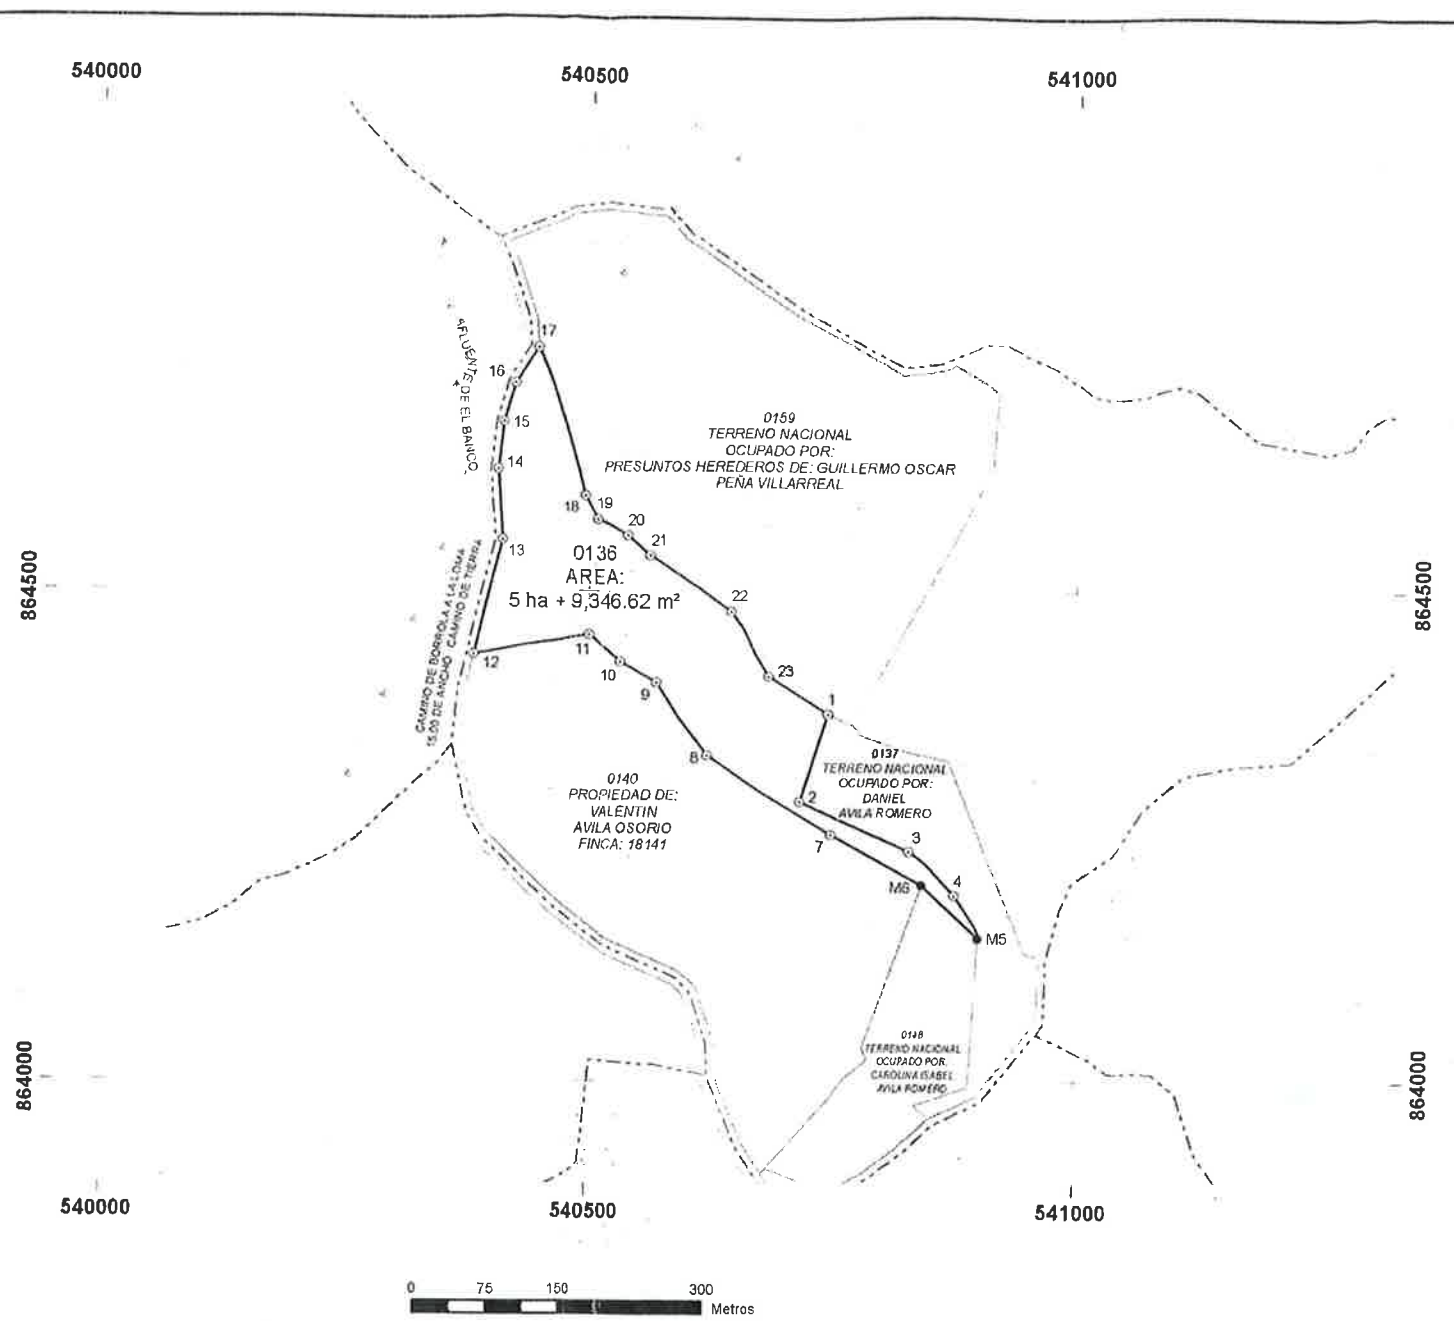 540000
540500
541000
17
AFLUENTE DE EL BANCO
16
15
14
13
0159
TERRENO NACIONAL
OCUPADO POR:
PRESUNTOS HEREDEROS DE: GUILLERMO OSCAR
PEÑA VILLARREAL
18
19
20
21
0136
AREA:
5 ha + 9,346.62 m²
22
864500
864500
CAMINO DE BORROLA A LA LOMA
15.00 DE ANCHO CAMINO DE TIERRA
12
11
10
9
23
1
8
0137
TERRENO NACIONAL
OCUPADO POR:
DANIEL
AVILA ROMERO
0140
PROPIEDAD DE:
VALENTIN
AVILA OSORIO
FINCA: 18141
2
7
3
4
M6
M5
0148
TERRENO NACIONAL
OCUPADO POR:
CAROLINA ISABEL
AVILA ROMERO
864000
864000
540000
540500
541000
0
75
150
300
Metros